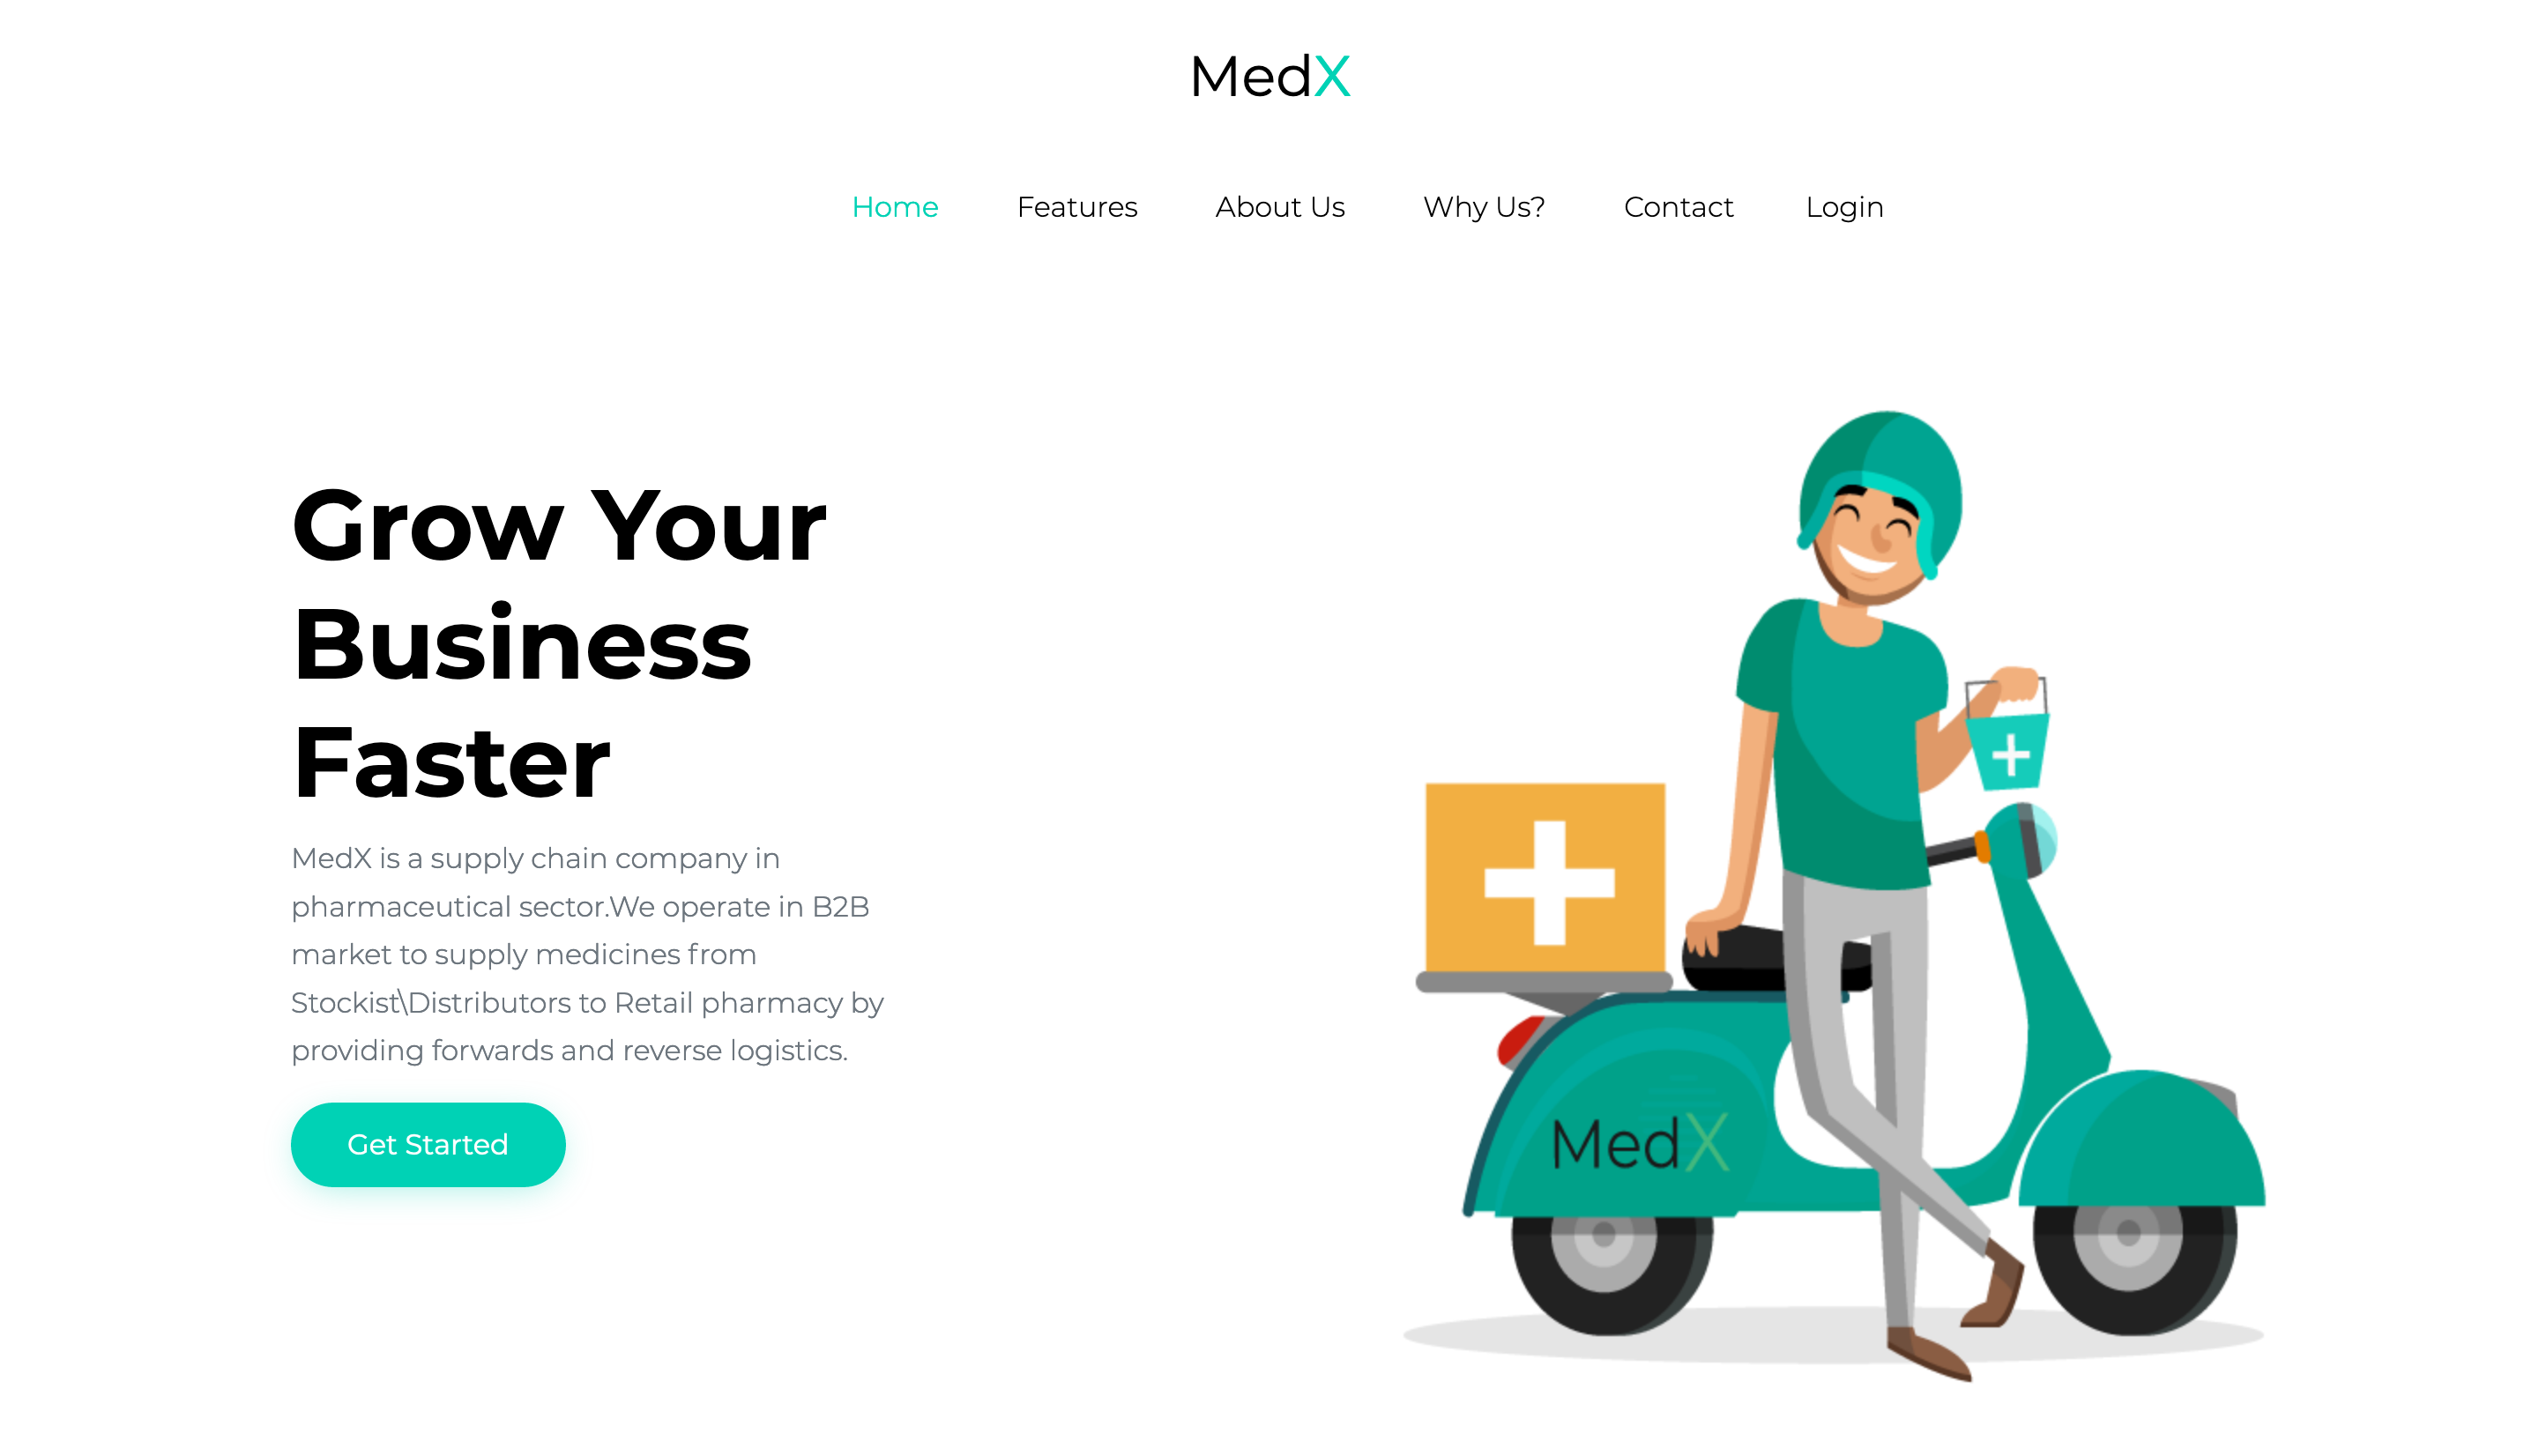 MedX
Home Features About Us Why Us? Contact Login
Grow Your
Business
Faster
MedX is a supply chain company in
pharmaceutical sector.We operate in B2B
market to supply medicines from
Stockist\Distributors to Retail pharmacy by
providing forwards and reverse logistics.
Get Started
MedX